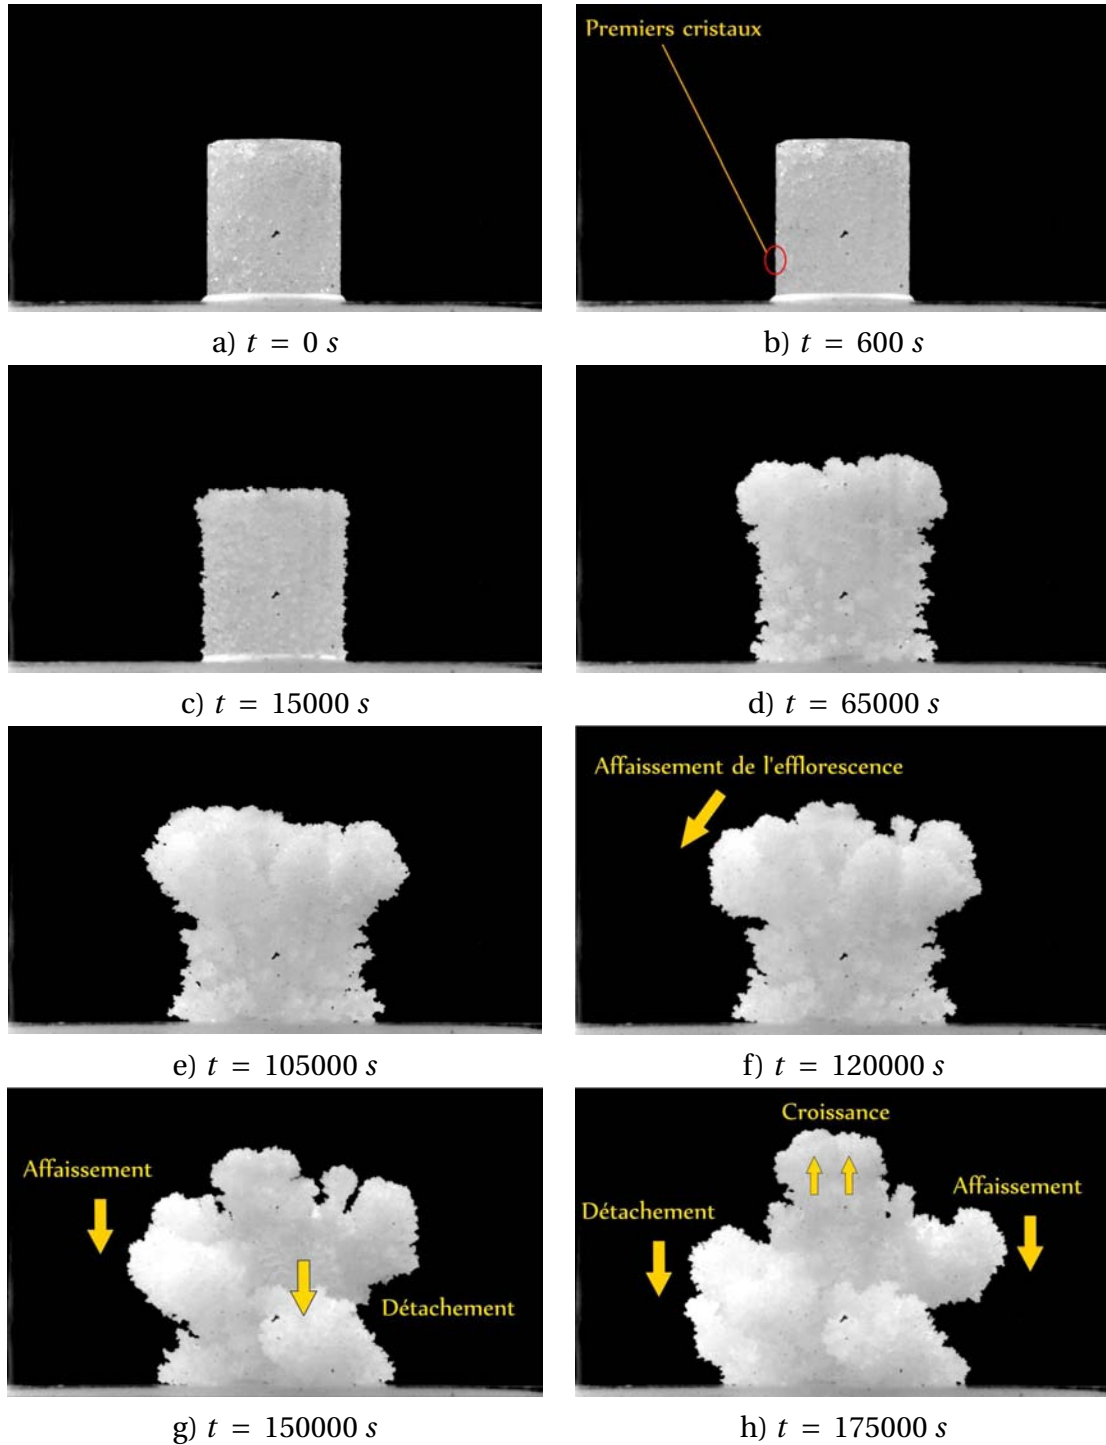 Premiers cristaux
a) t = 0 s
b) t = 600 s
c) t = 15000 s
d) t = 65000 s
Affaissement de l'efflorescence
e) t = 105000 s
f) t = 120000 s
Affaissement
Détachement
Croissance
Détachement
Affaissement
g) t = 150000 s
h) t = 175000 s